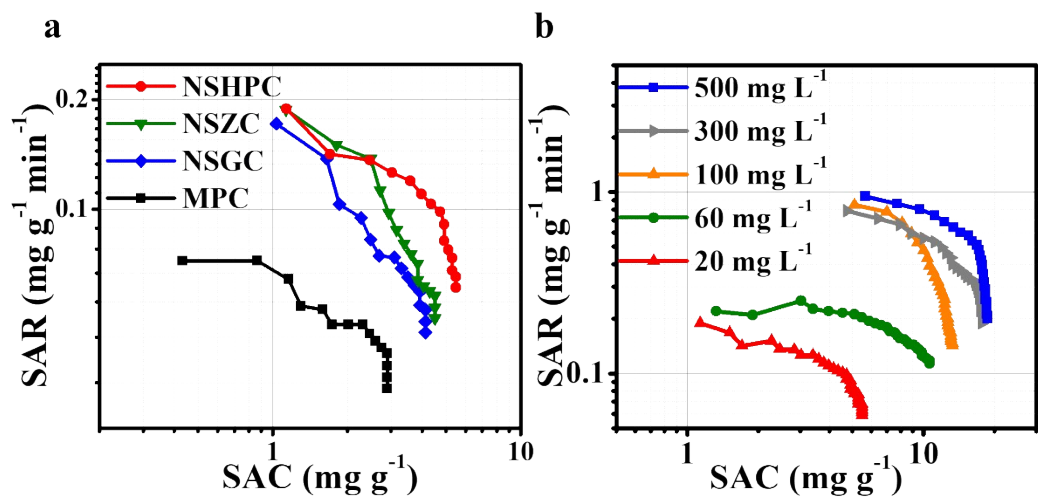 a
SAR (mg g⁻¹ min⁻¹)
0.2
0.1
NSHPC
NSZC
NSGC
MPC
1
10
SAC (mg g⁻¹)
b
SAR (mg g⁻¹ min⁻¹)
1
0.1
500 mg L⁻¹
300 mg L⁻¹
100 mg L⁻¹
60 mg L⁻¹
20 mg L⁻¹
1
10
SAC (mg g⁻¹)